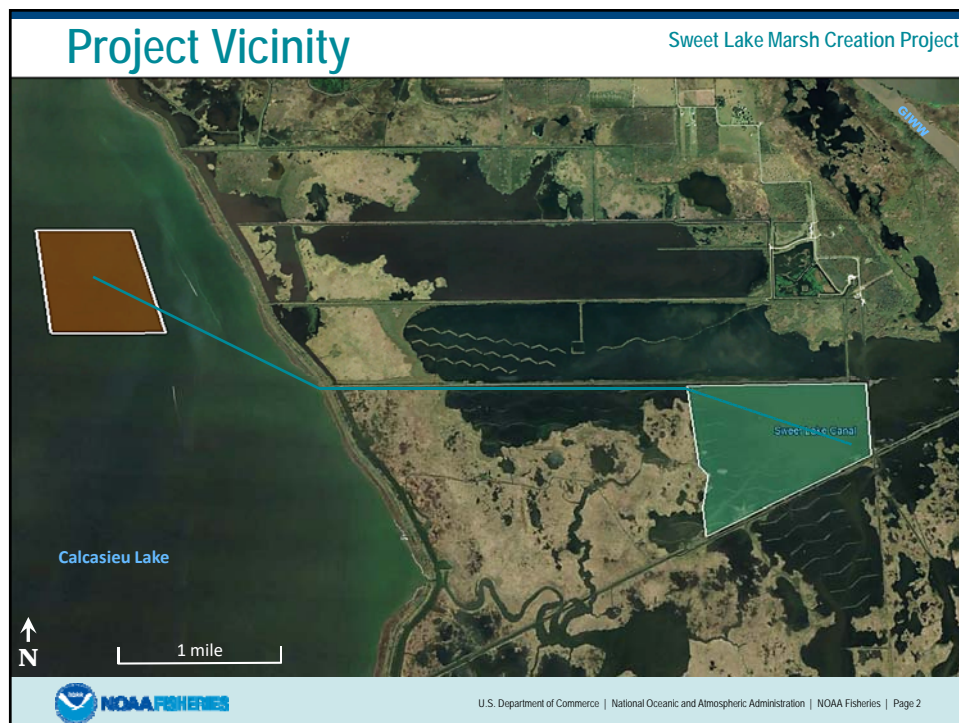 Project Vicinity
Sweet Lake Marsh Creation Project
GIWW
Sweet Lake Canal
Calcasieu Lake
N
1 mile
NOAA
NOAA FISHERIES
U.S. Department of Commerce | National Oceanic and Atmospheric Administration | NOAA Fisheries | Page 2